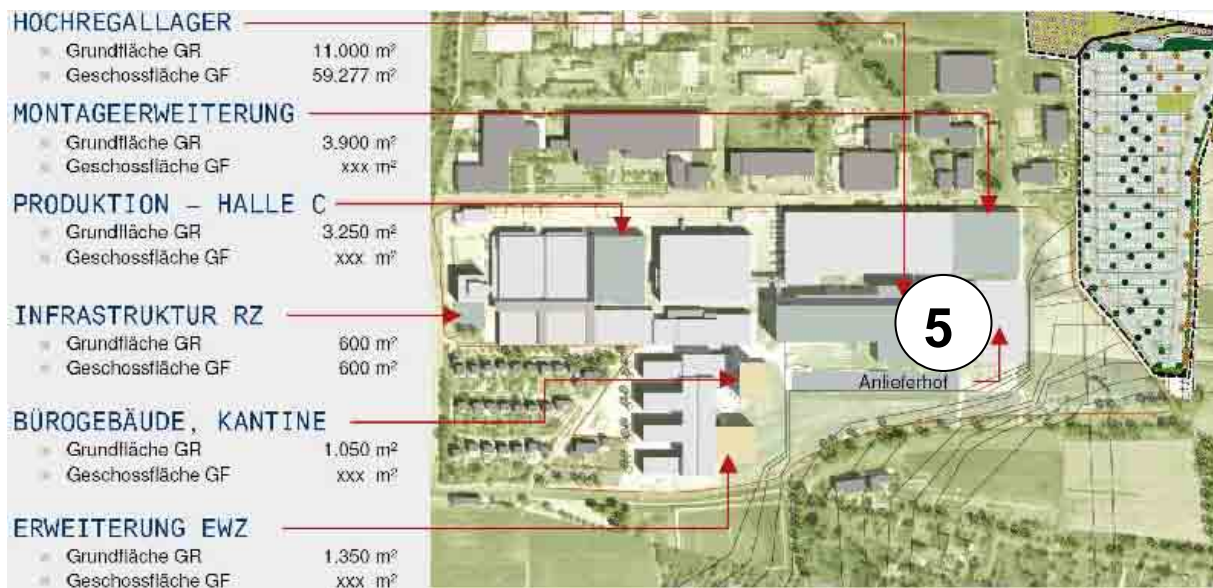 HOCHREGALLAGER
Grundfläche GR 11.000 m²
Geschossfläche GF 59.277 m²
MONTAGEERWEITERUNG
Grundfläche GR 3.900 m²
Geschossfläche GF xxx m²
PRODUKTION – HALLE C
Grundfläche GR 3.250 m²
Geschossfläche GF xxx m²
INFRASTRUKTUR RZ
Grundfläche GR 600 m²
Geschossfläche GF 600 m²
BÜROGEBÄUDE, KANTINE
Grundfläche GR 1.050 m²
Geschossfläche GF xxx m²
ERWEITERUNG EWZ
Grundfläche GR 1.350 m²
Geschossfläche GF xxx m²
5
Anlieferhof